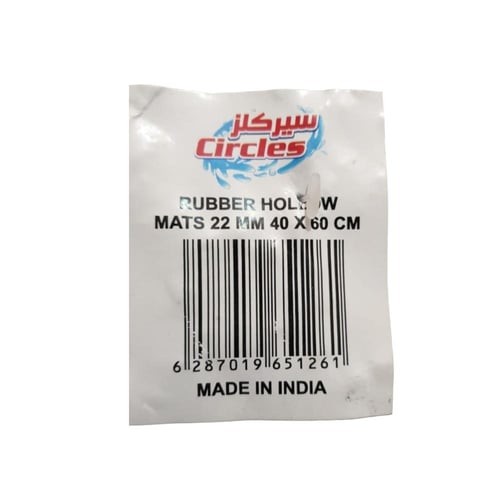 سيركلز
Circles
RUBBER HOLLOW
MATS 22 MM 40 X 60 CM
6 287019 651261
MADE IN INDIA